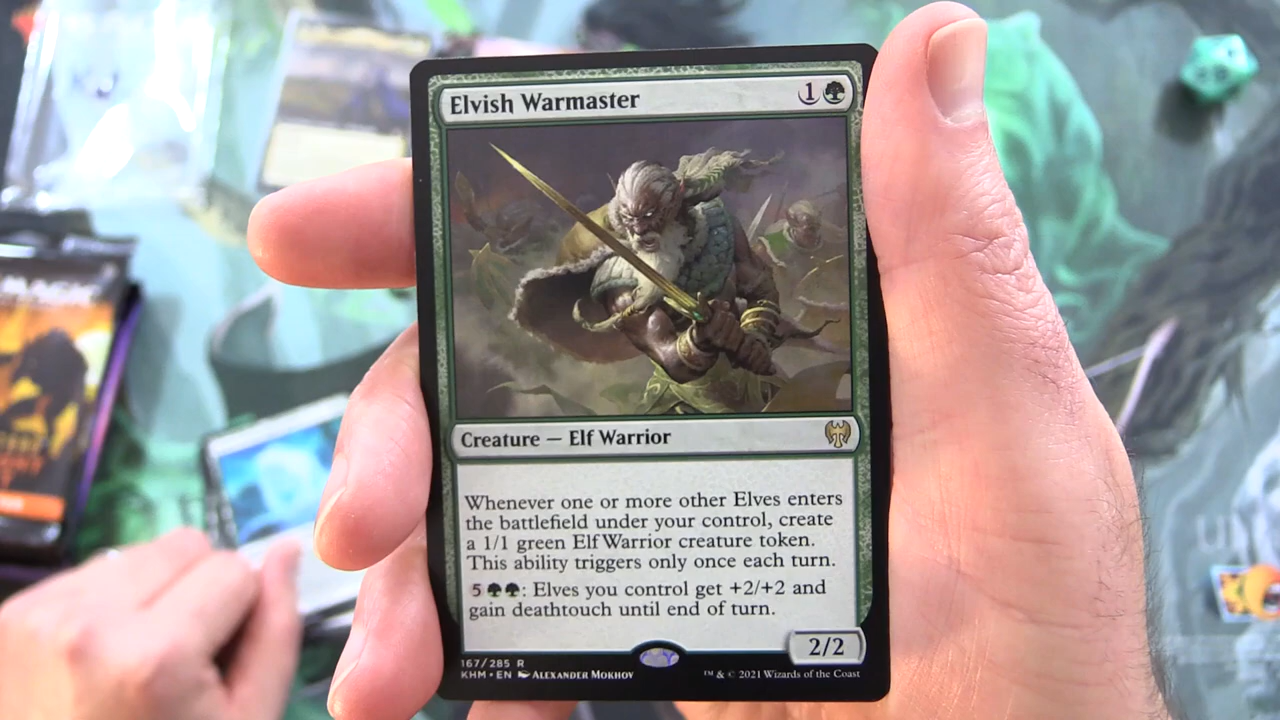 Elvish Warmaster 1
Creature — Elf Warrior
Whenever one or more other Elves enters
the battlefield under your control, create
a 1/1 green Elf Warrior creature token.
This ability triggers only once each turn.
5: Elves you control get +2/+2 and
gain deathtouch until end of turn.
2/2
167/285 R
KHM • EN Alexander Mokhov
™ & © 2021 Wizards of the Coast